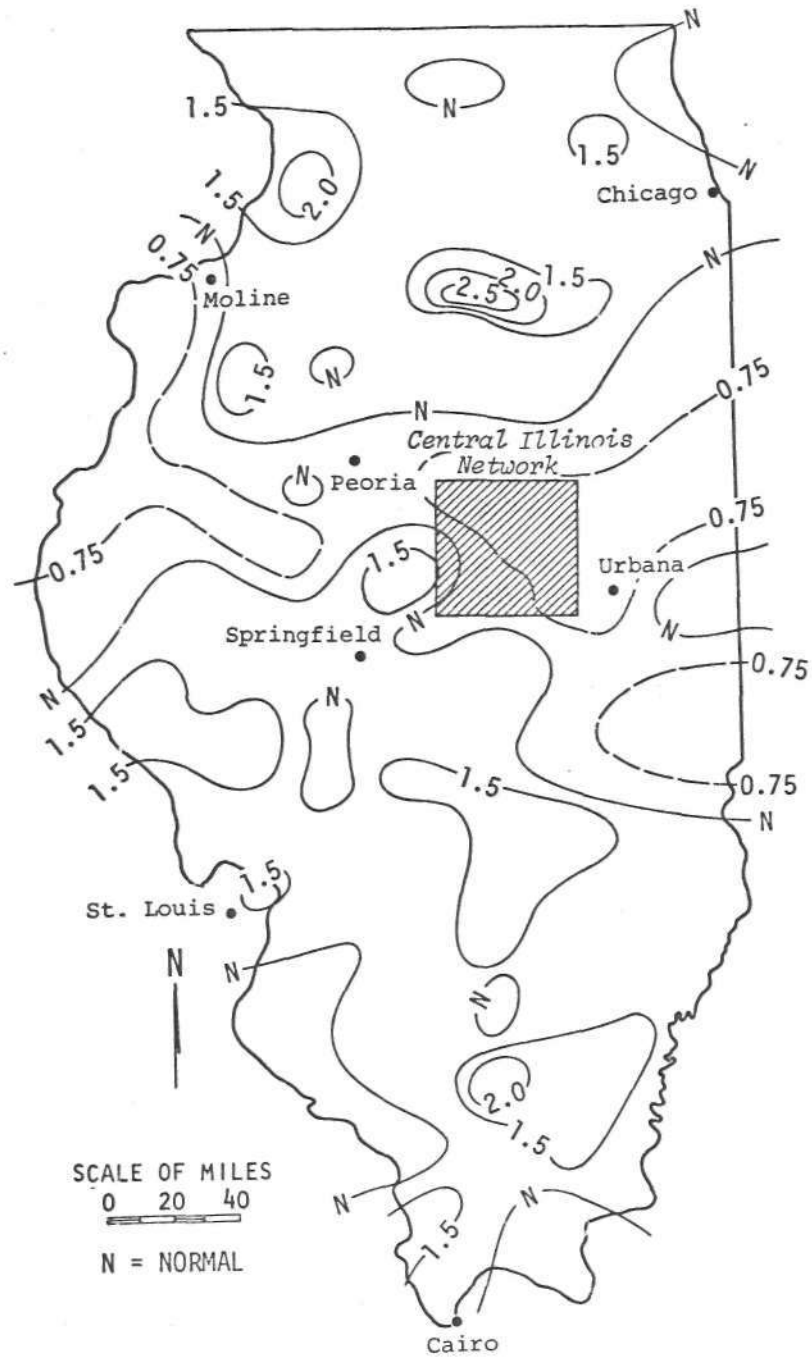 N
1.5
N
1.5
N
2.0
Chicago
1.5
N
N
0.75
Moline
2.0
1.5
2.5
1.5
N
0.75
N
Central Illinois
Network
N
Peoria
0.75
0.75
1.5
Urbana
N
N
Springfield
0.75
N
N
1.5
1.5
1.5
0.75
N
1.5
St. Louis
N
N
N
2.0
1.5
SCALE OF MILES
0 20 40
N = NORMAL
N
N
1.5
Cairo